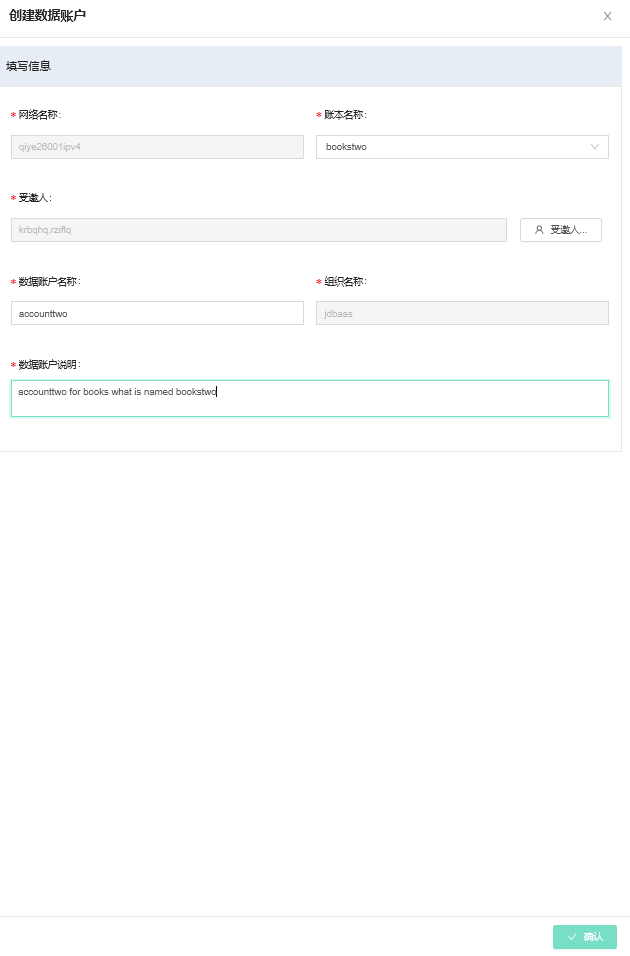 创建数据账户
填写信息
* 网络名称:
* 账本名称:
qiye26001ipv4
bookstwo
* 受邀人:
krbqhq,rziflq
受邀人...
* 数据账户名称:
* 组织名称:
accounttwo
jdbaas
* 数据账户说明:
accounttwo for books what is named bookstwo
确认